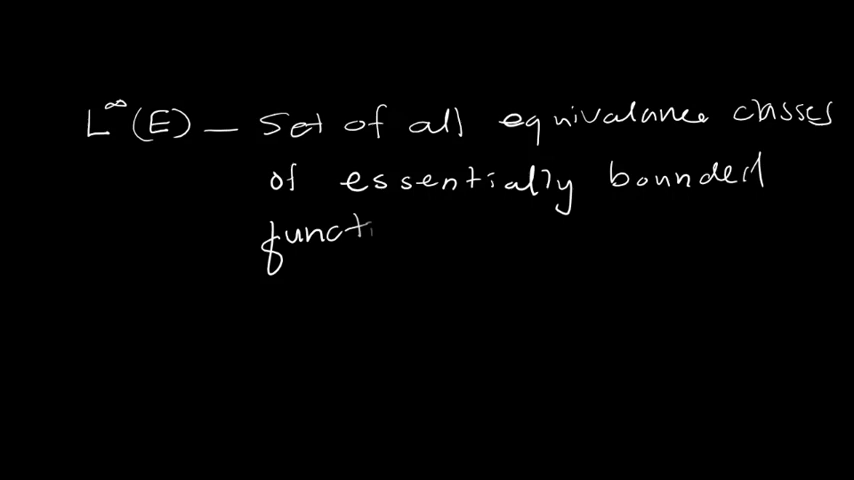 L^∞(E) — Set of all equivalance classes
of essentially bounded
functi